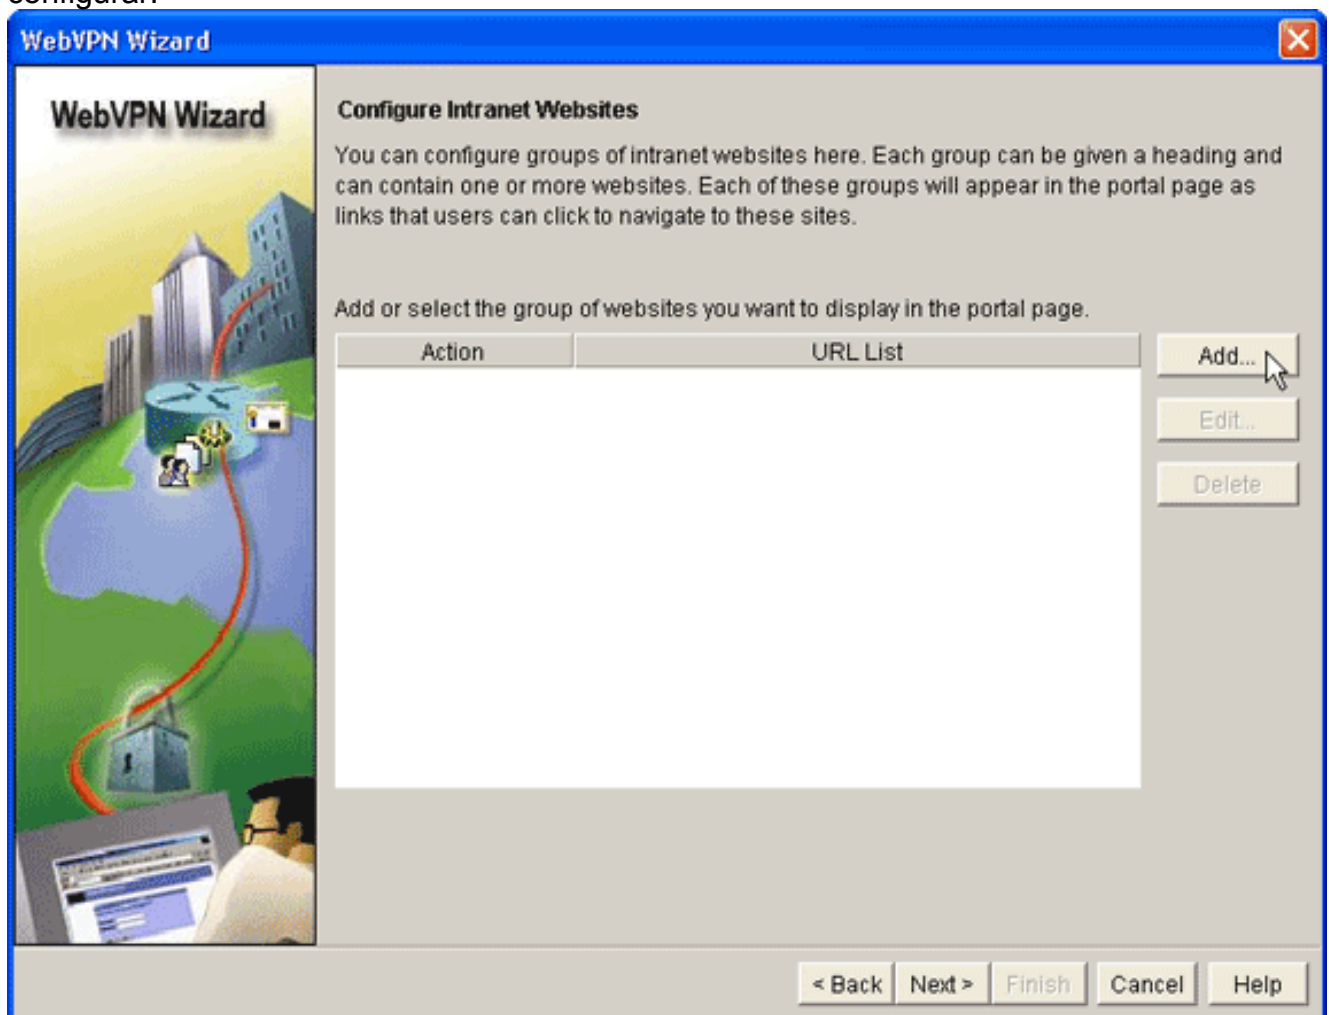 WebVPN Wizard
WebVPN Wizard
Configure Intranet Websites
You can configure groups of intranet websites here. Each group can be given a heading and
can contain one or more websites. Each of these groups will appear in the portal page as
links that users can click to navigate to these sites.
Add or select the group of websites you want to display in the portal page.
Action URL List
Add...
Edit...
Delete
< Back Next > Finish Cancel Help